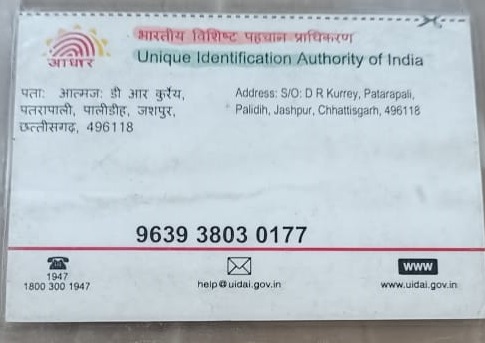 भारतीय विशिष्ट पहचान प्राधिकरण
Unique Identification Authority of India
आधार
पता: आत्मज: डी आर कुर्रेय,
पतरापाली, पालीडीह, जशपुर,
छत्तीसगढ़, 496118
Address: S/O: D R Kurrey, Patarapali,
Palidih, Jashpur, Chhattisgarh, 496118
9639 3803 0177
1947
1800 300 1947
help@uidai.gov.in
WWW
www.uidai.gov.in